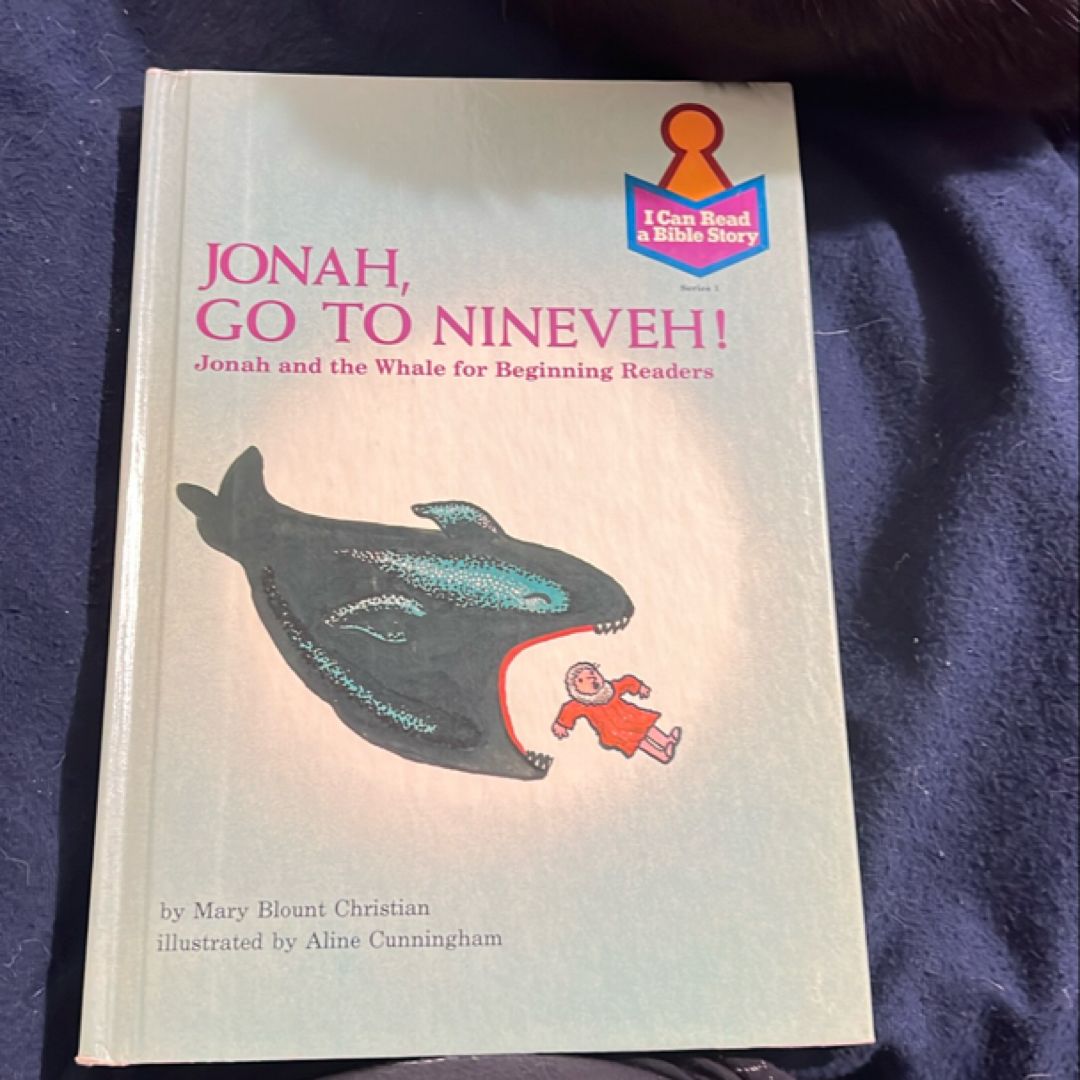 I Can Read
a Bible Story
Series 1
JONAH,
GO TO NINEVEH!
Jonah and the Whale for Beginning Readers
by Mary Blount Christian
illustrated by Aline Cunningham